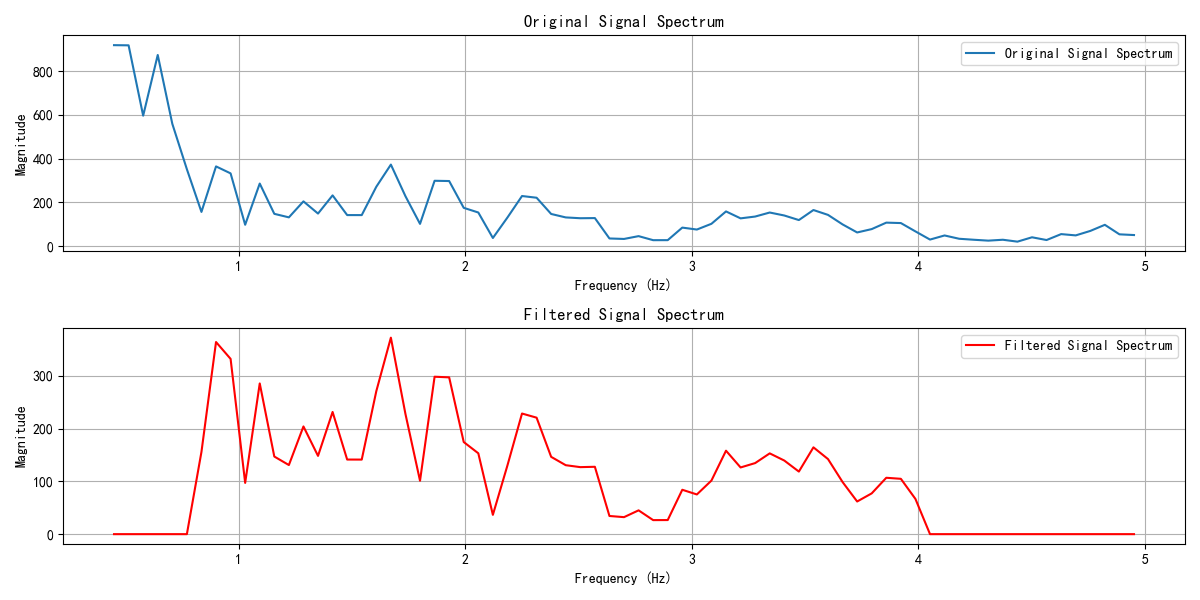 Original Signal Spectrum
Original Signal Spectrum
Magnitude
800
600
400
200
0
1 2 3 4 5
Frequency (Hz)
Filtered Signal Spectrum
Filtered Signal Spectrum
Magnitude
300
200
100
0
1 2 3 4 5
Frequency (Hz)